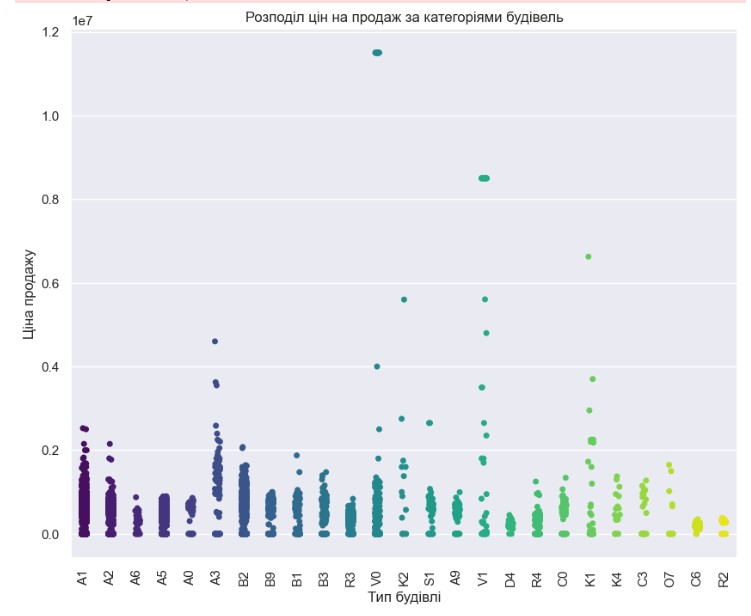 Розподіл цін на продаж за категоріями будівель
1e7
1.2
1.0
0.8
0.6
0.4
0.2
0.0
Ціна продажу
A1 A2 A6 A5 A0 A3 B2 B9 B1 B3 R3 V0 K2 S1 A9 V1 D4 R4 C0 K1 K4 C3 O7 C6 R2
Тип будівлі